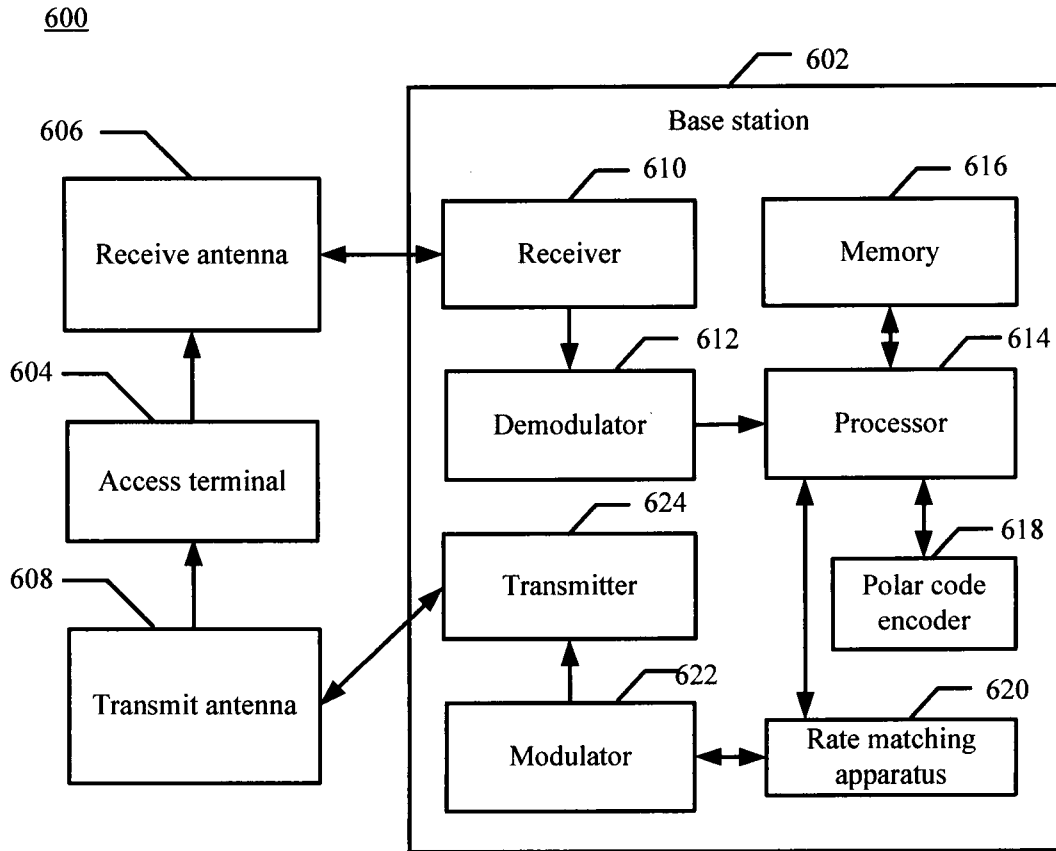 600
602
Base station
606
Receive antenna
610
Receiver
616
Memory
604
Access terminal
612
Demodulator
614
Processor
608
Transmit antenna
624
Transmitter
618
Polar code
encoder
622
Modulator
620
Rate matching
apparatus